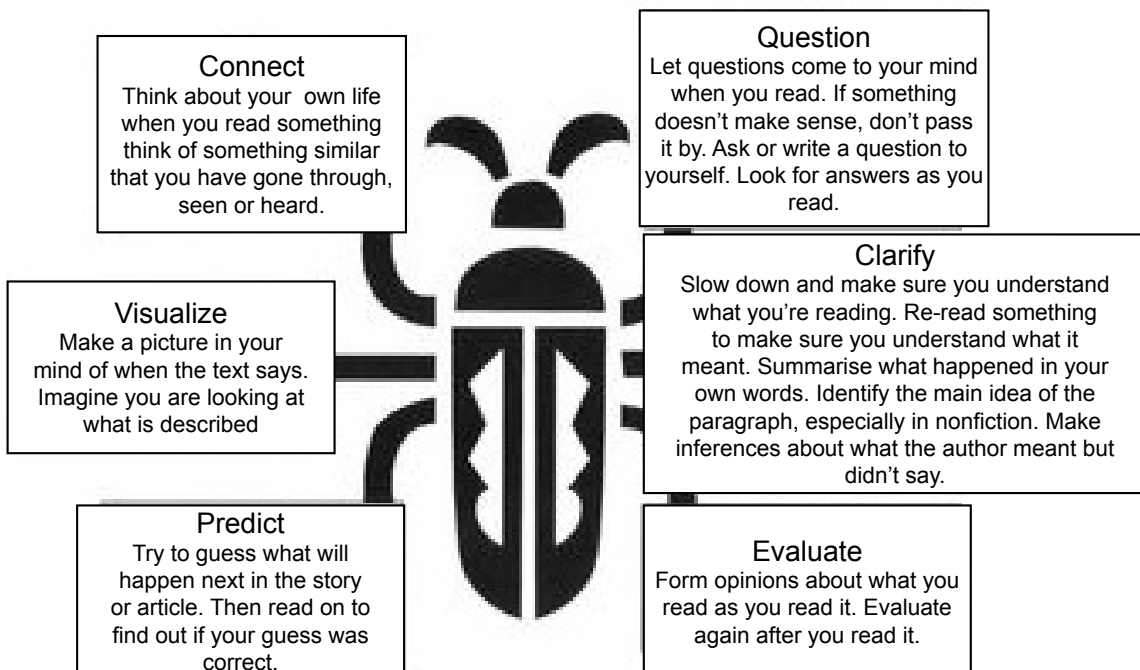 Connect
Think about your  own life
when you read something
think of something similar
that you have gone through,
seen or heard.
Question
Let questions come to your mind
when you read. If something
doesn’t make sense, don’t pass
it by. Ask or write a question to
yourself. Look for answers as you
read.
Visualize
Make a picture in your
mind of when the text says.
Imagine you are looking at
what is described
Clarify
Slow down and make sure you understand
what you’re reading. Re-read something
to make sure you understand what it
meant. Summarise what happened in your
own words. Identify the main idea of the
paragraph, especially in nonfiction. Make
inferences about what the author meant but
didn’t say.
Predict
Try to guess what will
happen next in the story
or article. Then read on to
find out if your guess was
correct.
Evaluate
Form opinions about what you
read as you read it. Evaluate
again after you read it.